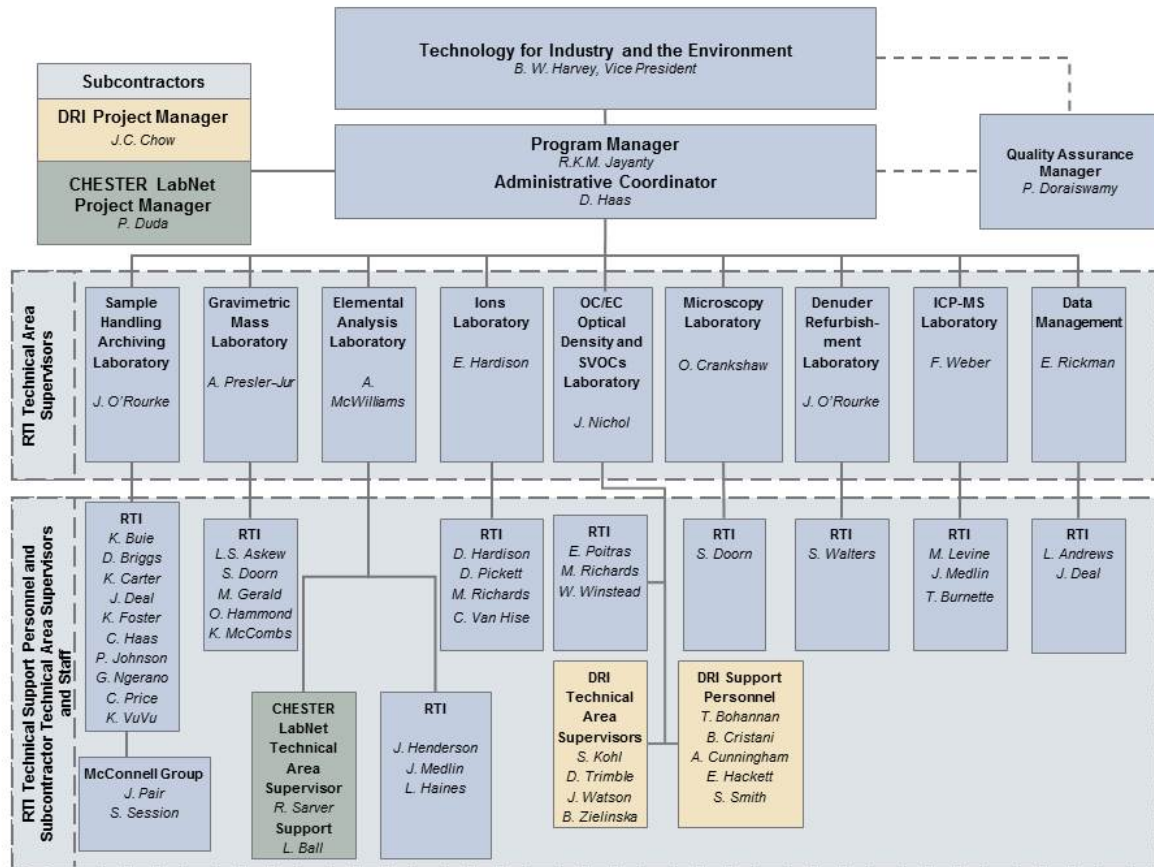 Technology for Industry and the Environment
B. W. Harvey, Vice President
Subcontractors
DRI Project Manager
J.C. Chow
CHESTER LabNet
Project Manager
P. Duda
Program Manager
R.K.M. Jayanty
Administrative Coordinator
D. Haas
Quality Assurance
Manager
P. Doraiswamy
RTI Technical Area
Supervisors
Sample
Handling
Archiving
Laboratory
J. O'Rourke
Gravimetric
Mass
Laboratory
A. Presler-Jur
Elemental
Analysis
Laboratory
A.
McWilliams
Ions
Laboratory
E. Hardison
OC/EC
Optical
Density and
SVOCs
Laboratory
J. Nichol
Microscopy
Laboratory
O. Crankshaw
Denuder
Refurbish-
ment
Laboratory
J. O'Rourke
ICP-MS
Laboratory
F. Weber
Data
Management
E. Rickman
RTI Technical Support Personnel and
Subcontractor Technical Area Supervisors
and Staff
RTI
K. Buie
D. Briggs
K. Carter
J. Deal
K. Foster
C. Haas
P. Johnson
G. Ngerano
C. Price
K. VuVu
McConnell Group
J. Pair
S. Session
RTI
L.S. Askew
S. Doorn
M. Gerald
O. Hammond
K. McCombs
CHESTER
LabNet
Technical
Area
Supervisor
R. Sarver
Support
L. Ball
RTI
J. Henderson
J. Medlin
L. Haines
RTI
D. Hardison
D. Pickett
M. Richards
C. Van Hise
RTI
E. Poitras
M. Richards
W. Winstead
DRI
Technical
Area
Supervisors
S. Kohl
D. Trimble
J. Watson
B. Zielinska
DRI Support
Personnel
T. Bohannan
B. Cristani
A. Cunningham
E. Hackett
S. Smith
RTI
S. Doorn
RTI
S. Walters
RTI
M. Levine
J. Medlin
T. Burnette
RTI
L. Andrews
J. Deal